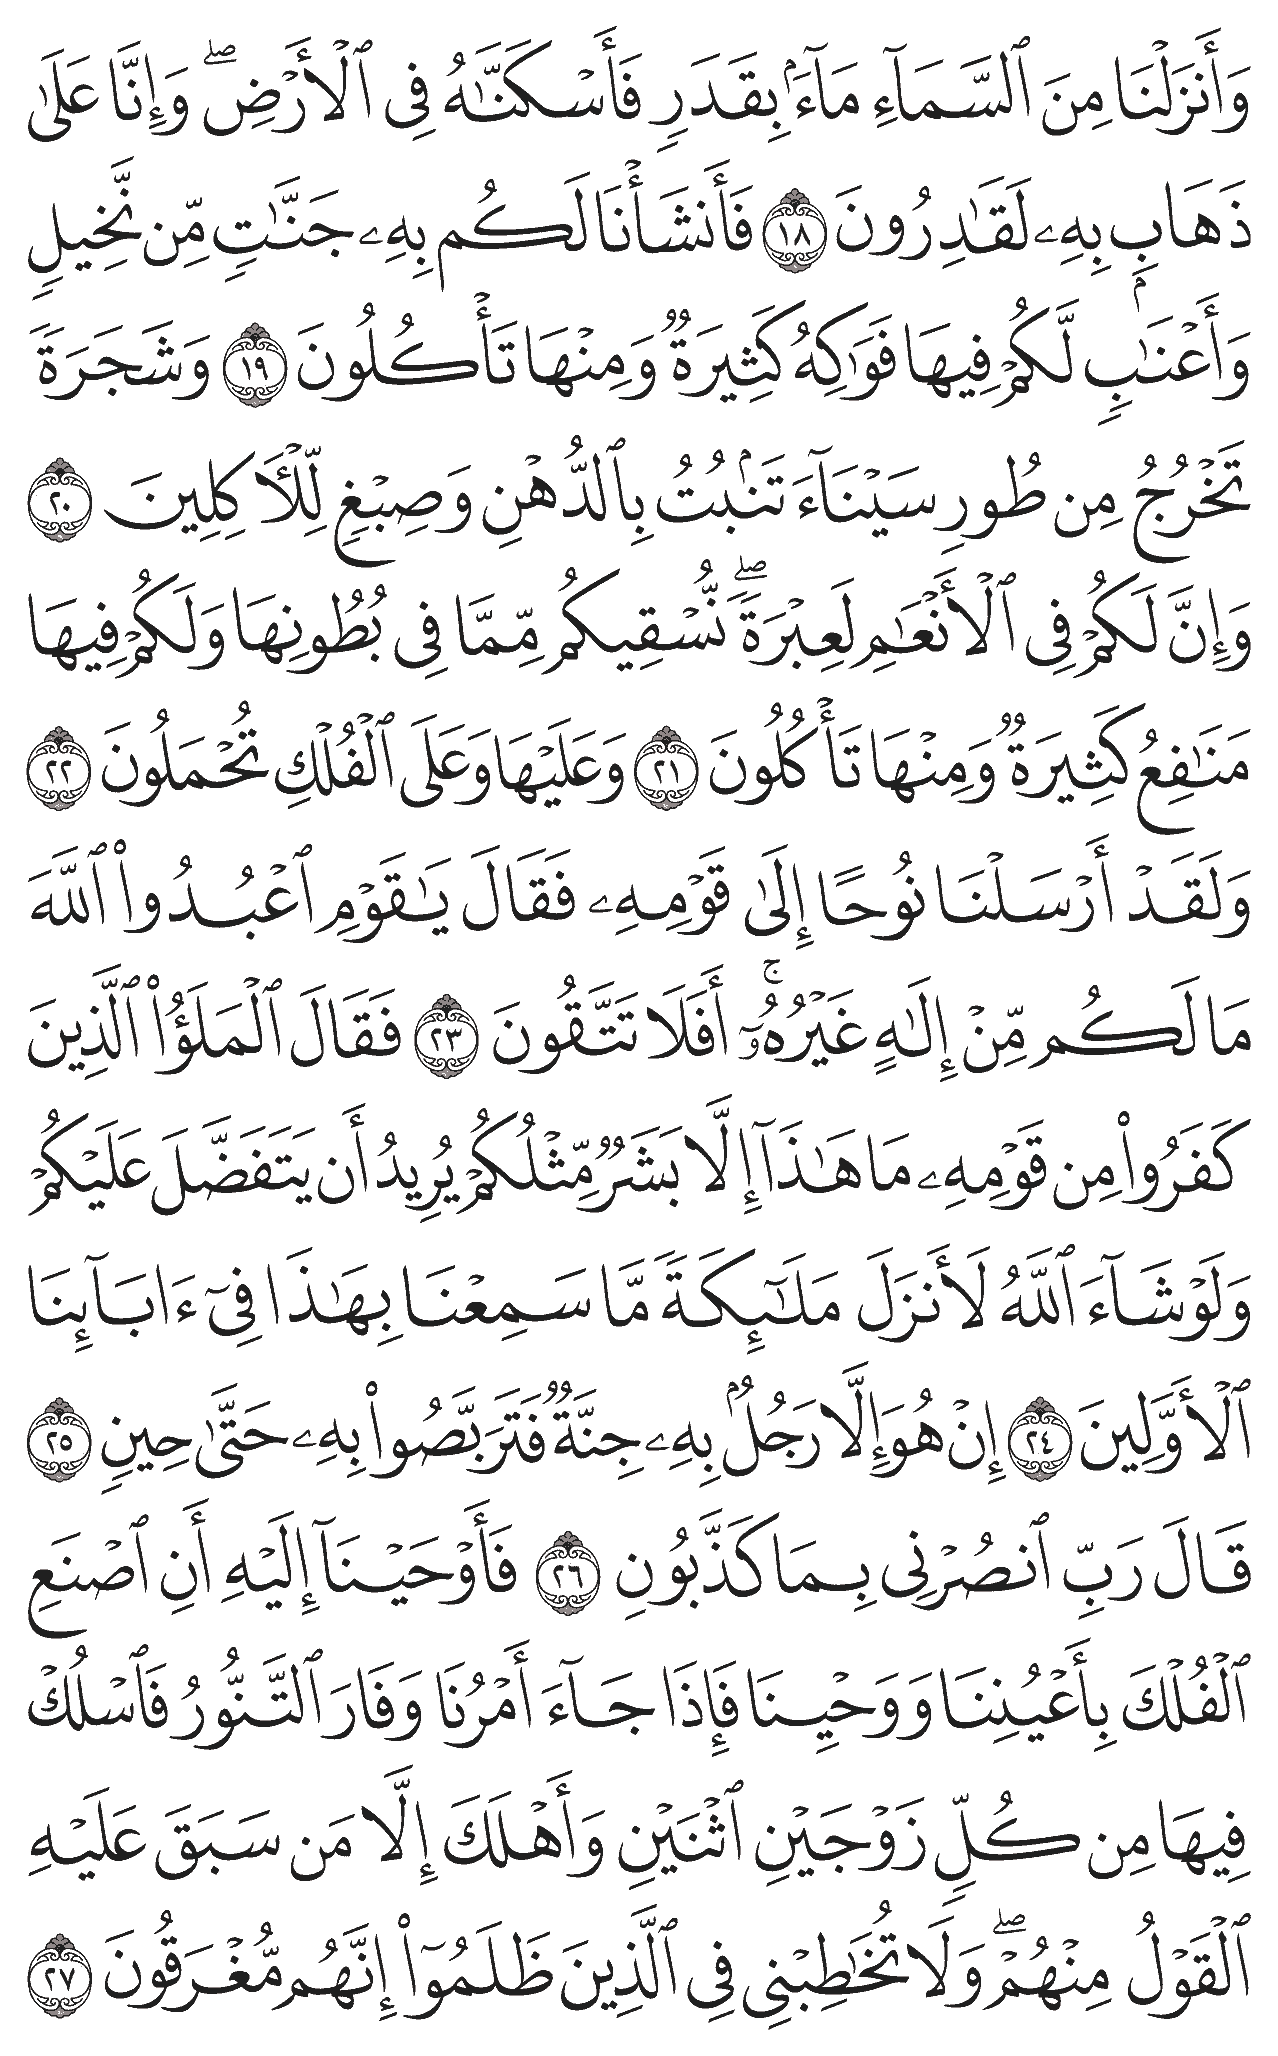 وَأَنزَلْنَا مِنَ ٱلسَّمَآءِ مَآءًۢ بِقَدَرٍ فَأَسْكَنَّٰهُ فِى ٱلْأَرْضِ ۖ وَإِنَّا عَلَىٰ
ذَهَابٍۭ بِهِۦ لَقَٰدِرُونَ ١٨ فَأَنشَأْنَا لَكُم بِهِۦ جَنَّٰتٍ مِّن نَّخِيلٍ
وَأَعْنَٰبٍ لَّكُمْ فِيهَا فَوَٰكِهُ كَثِيرَةٌ وَمِنْهَا تَأْكُلُونَ ١٩ وَشَجَرَةً
تَخْرُجُ مِن طُورِ سَيْنَآءَ تَنۢبُتُ بِٱلدُّهْنِ وَصِبْغٍ لِّلْءَاكِلِينَ ٢٠
وَإِنَّ لَكُمْ فِى ٱلْأَنْعَٰمِ لَعِبْرَةً ۖ نُّسْقِيكُم مِّمَّا فِى بُطُونِهَا وَلَكُمْ فِيهَا
مَنَٰفِعُ كَثِيرَةٌ وَمِنْهَا تَأْكُلُونَ ٢١ وَعَلَيْهَا وَعَلَى ٱلْفُلْكِ تُحْمَلُونَ ٢٢
وَلَقَدْ أَرْسَلْنَا نُوحًا إِلَىٰ قَوْمِهِۦ فَقَالَ يَٰقَوْمِ ٱعْبُدُوا۟ ٱللَّهَ
مَا لَكُم مِّنْ إِلَٰهٍ غَيْرُهُۥٓ ۚ أَفَلَا تَتَّقُونَ ٢٣ فَقَالَ ٱلْمَلَؤُا۟ ٱلَّذِينَ
كَفَرُوا۟ مِن قَوْمِهِۦ مَا هَٰذَآ إِلَّا بَشَرٌ مِّثْلُكُمْ يُرِيدُ أَن يَتَفَضَّلَ عَلَيْكُمْ
وَلَوْ شَآءَ ٱللَّهُ لَأَنزَلَ مَلَٰٓئِكَةً مَّا سَمِعْنَا بِهَٰذَا فِىٓ ءَابَآئِنَا
ٱلْأَوَّلِينَ ٢٤ إِنْ هُوَ إِلَّا رَجُلٌۢ بِهِۦ جِنَّةٌ فَتَرَبَّصُوا۟ بِهِۦ حَتَّىٰ حِينٍ ٢٥
قَالَ رَبِّ ٱنصُرْنِى بِمَا كَذَّبُونِ ٢٦ فَأَوْحَيْنَآ إِلَيْهِ أَنِ ٱصْنَعِ
ٱلْفُلْكَ بِأَعْيُنِنَا وَوَحْيِنَا فَإِذَا جَآءَ أَمْرُنَا وَفَارَ ٱلتَّنُّورُ فَٱسْلُكْ
فِيهَا مِن كُلٍّ زَوْجَيْنِ ٱثْنَيْنِ وَأَهْلَكَ إِلَّا مَن سَبَقَ عَلَيْهِ
ٱلْقَوْلُ مِنْهُمْ ۖ وَلَا تُخَٰطِبْنِى فِى ٱلَّذِينَ ظَلَمُوٓا۟ إِنَّهُم مُّغْرَقُونَ ٢٧